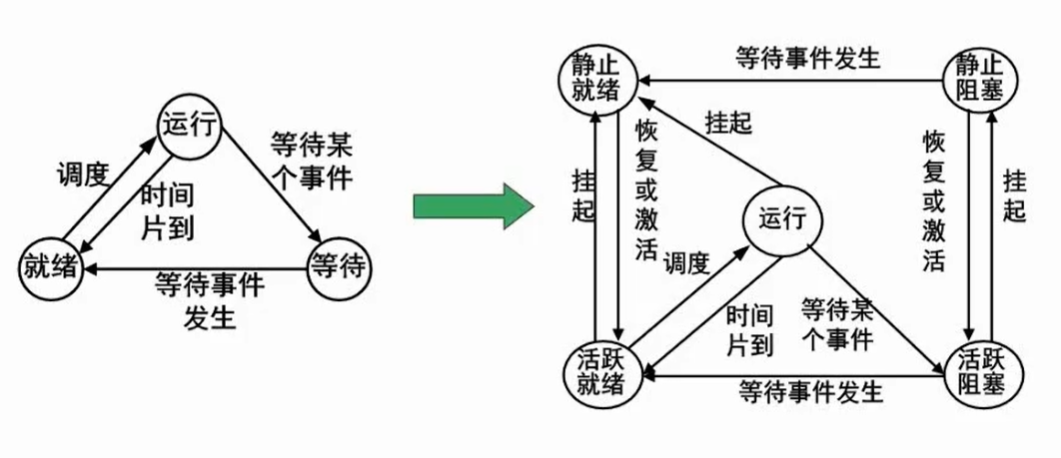 运行
调度
等待某
个事件
时间
片到
就绪
等待
等待事件
发生
静止
就绪
等待事件发生
静止
阻塞
挂起
恢复或激活
挂起
恢复或激活
挂起
运行
调度
时间
片到
等待某
个事件
活跃
就绪
等待事件发生
活跃
阻塞